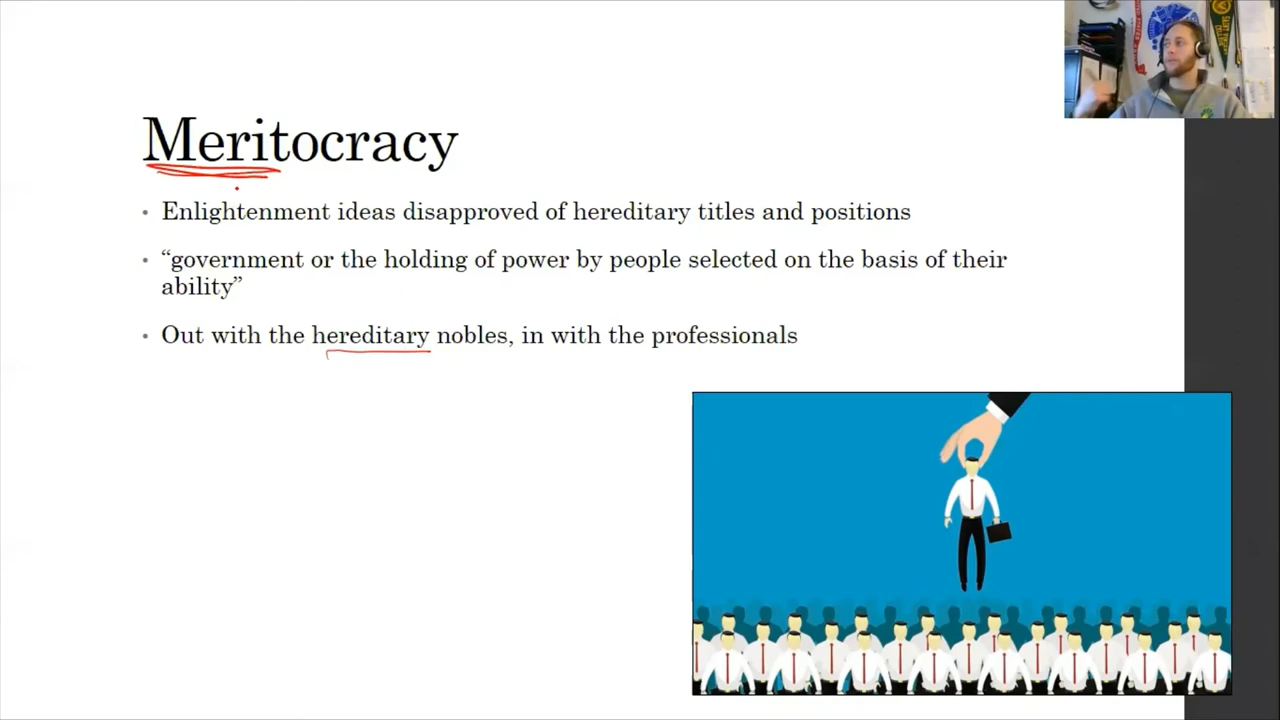 Meritocracy
Enlightenment ideas disapproved of hereditary titles and positions
“government or the holding of power by people selected on the basis of their
ability”
Out with the hereditary nobles, in with the professionals